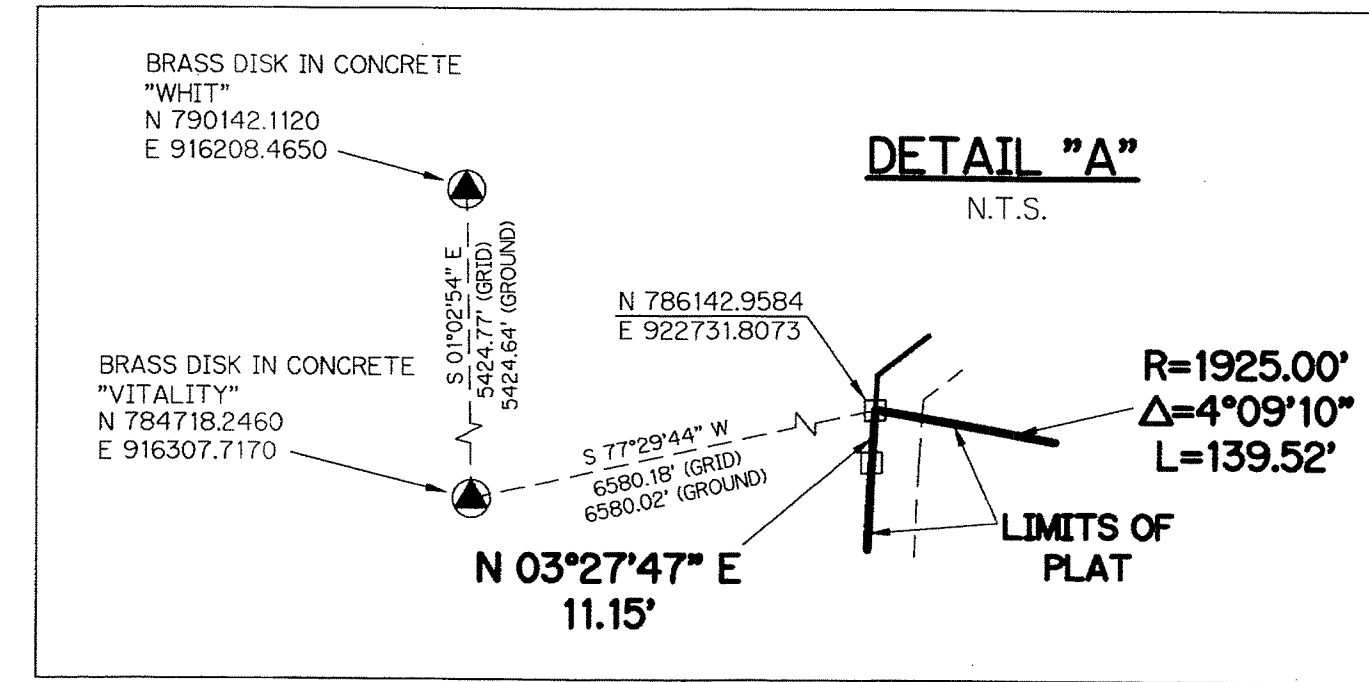 BRASS DISK IN CONCRETE
"WHIT"
N 790142.1120
E 916208.4650
DETAIL "A"
N.T.S.
S 01°02'54" E
5424.77' (GRID)
5424.64' (GROUND)
N 786142.9584
E 922731.8073
BRASS DISK IN CONCRETE
"VITALITY"
N 784718.2460
E 916307.7170
S 77°29'44" W
6580.18' (GRID)
6580.02' (GROUND)
R=1925.00'
Δ=4°09'10"
L=139.52'
LIMITS OF
PLAT
N 03°27'47" E
11.15'